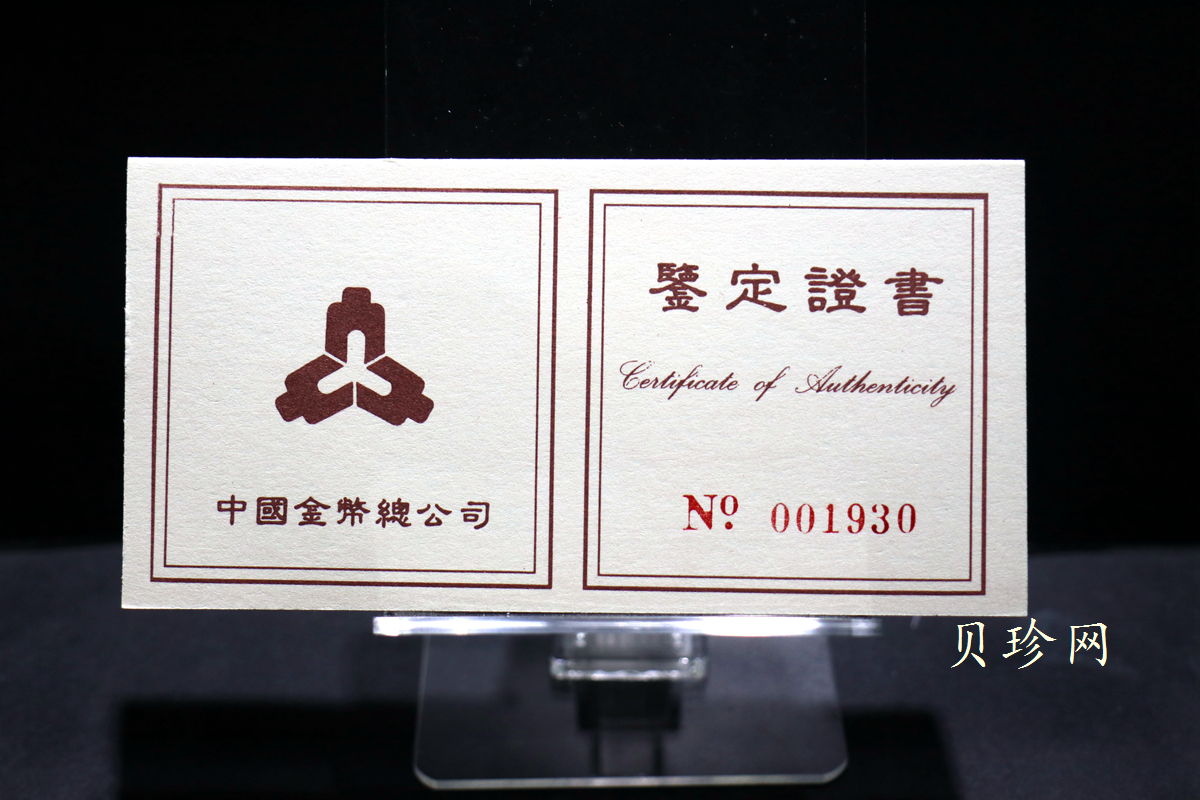 中國金幣總公司
鑒定證書
Certificate of Authenticity
Nº 001930
贝珍网